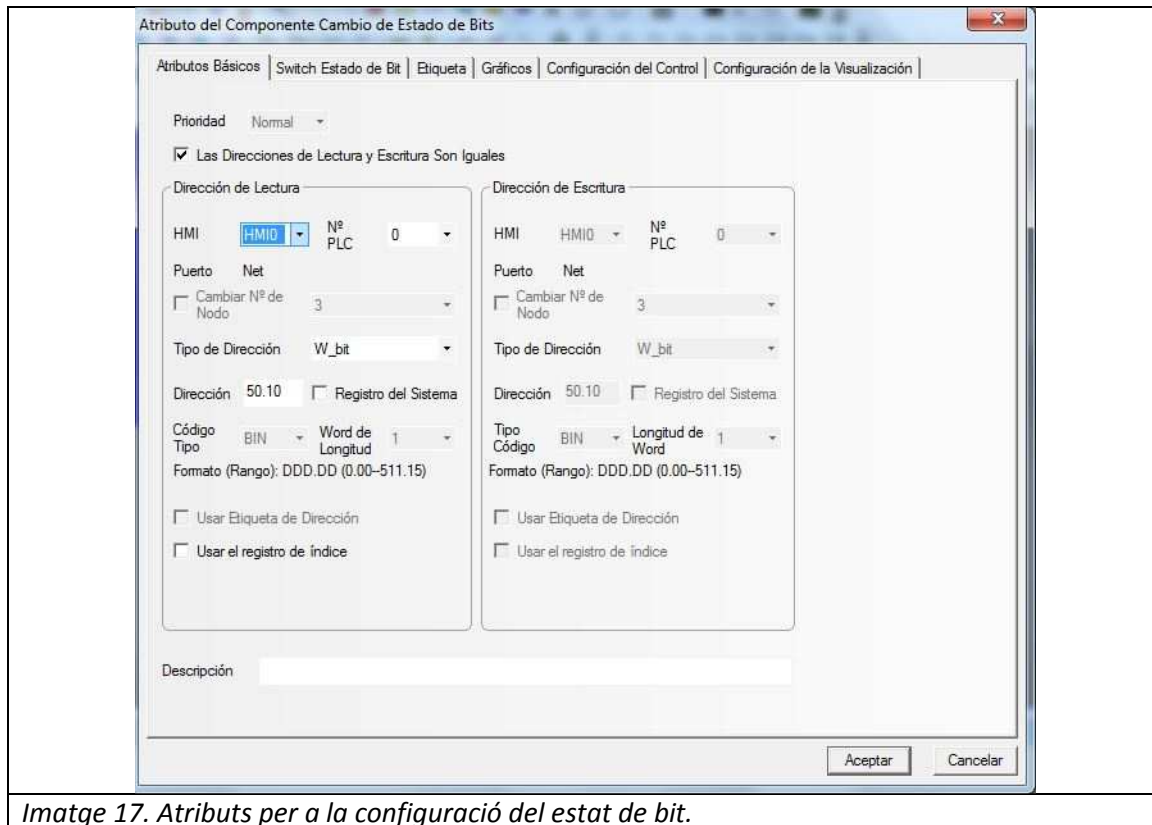 Atributo del Componente Cambio de Estado de Bits
Atributos Básicos Switch Estado de Bit Etiqueta Gráficos Configuración del Control Configuración de la Visualización
Prioridad Normal
Las Direcciones de Lectura y Escritura Son Iguales
Dirección de Lectura
HMI HMI0 Nº PLC 0
Puerto Net
Cambiar Nº de Nodo 3
Tipo de Dirección W_bit
Dirección 50.10 Registro del Sistema
Código Tipo BIN Word de Longitud 1
Formato (Rango): DDD.DD (0.00--511.15)
Usar Etiqueta de Dirección
Usar el registro de índice
Dirección de Escritura
HMI HMI0 Nº PLC 0
Puerto Net
Cambiar Nº de Nodo 3
Tipo de Dirección W_bit
Dirección 50.10 Registro del Sistema
Tipo Código BIN Longitud de Word 1
Formato (Rango): DDD.DD (0.00--511.15)
Usar Etiqueta de Dirección
Usar el registro de índice
Descripción
Aceptar Cancelar
Imatge 17. Atributs per a la configuració del estat de bit.